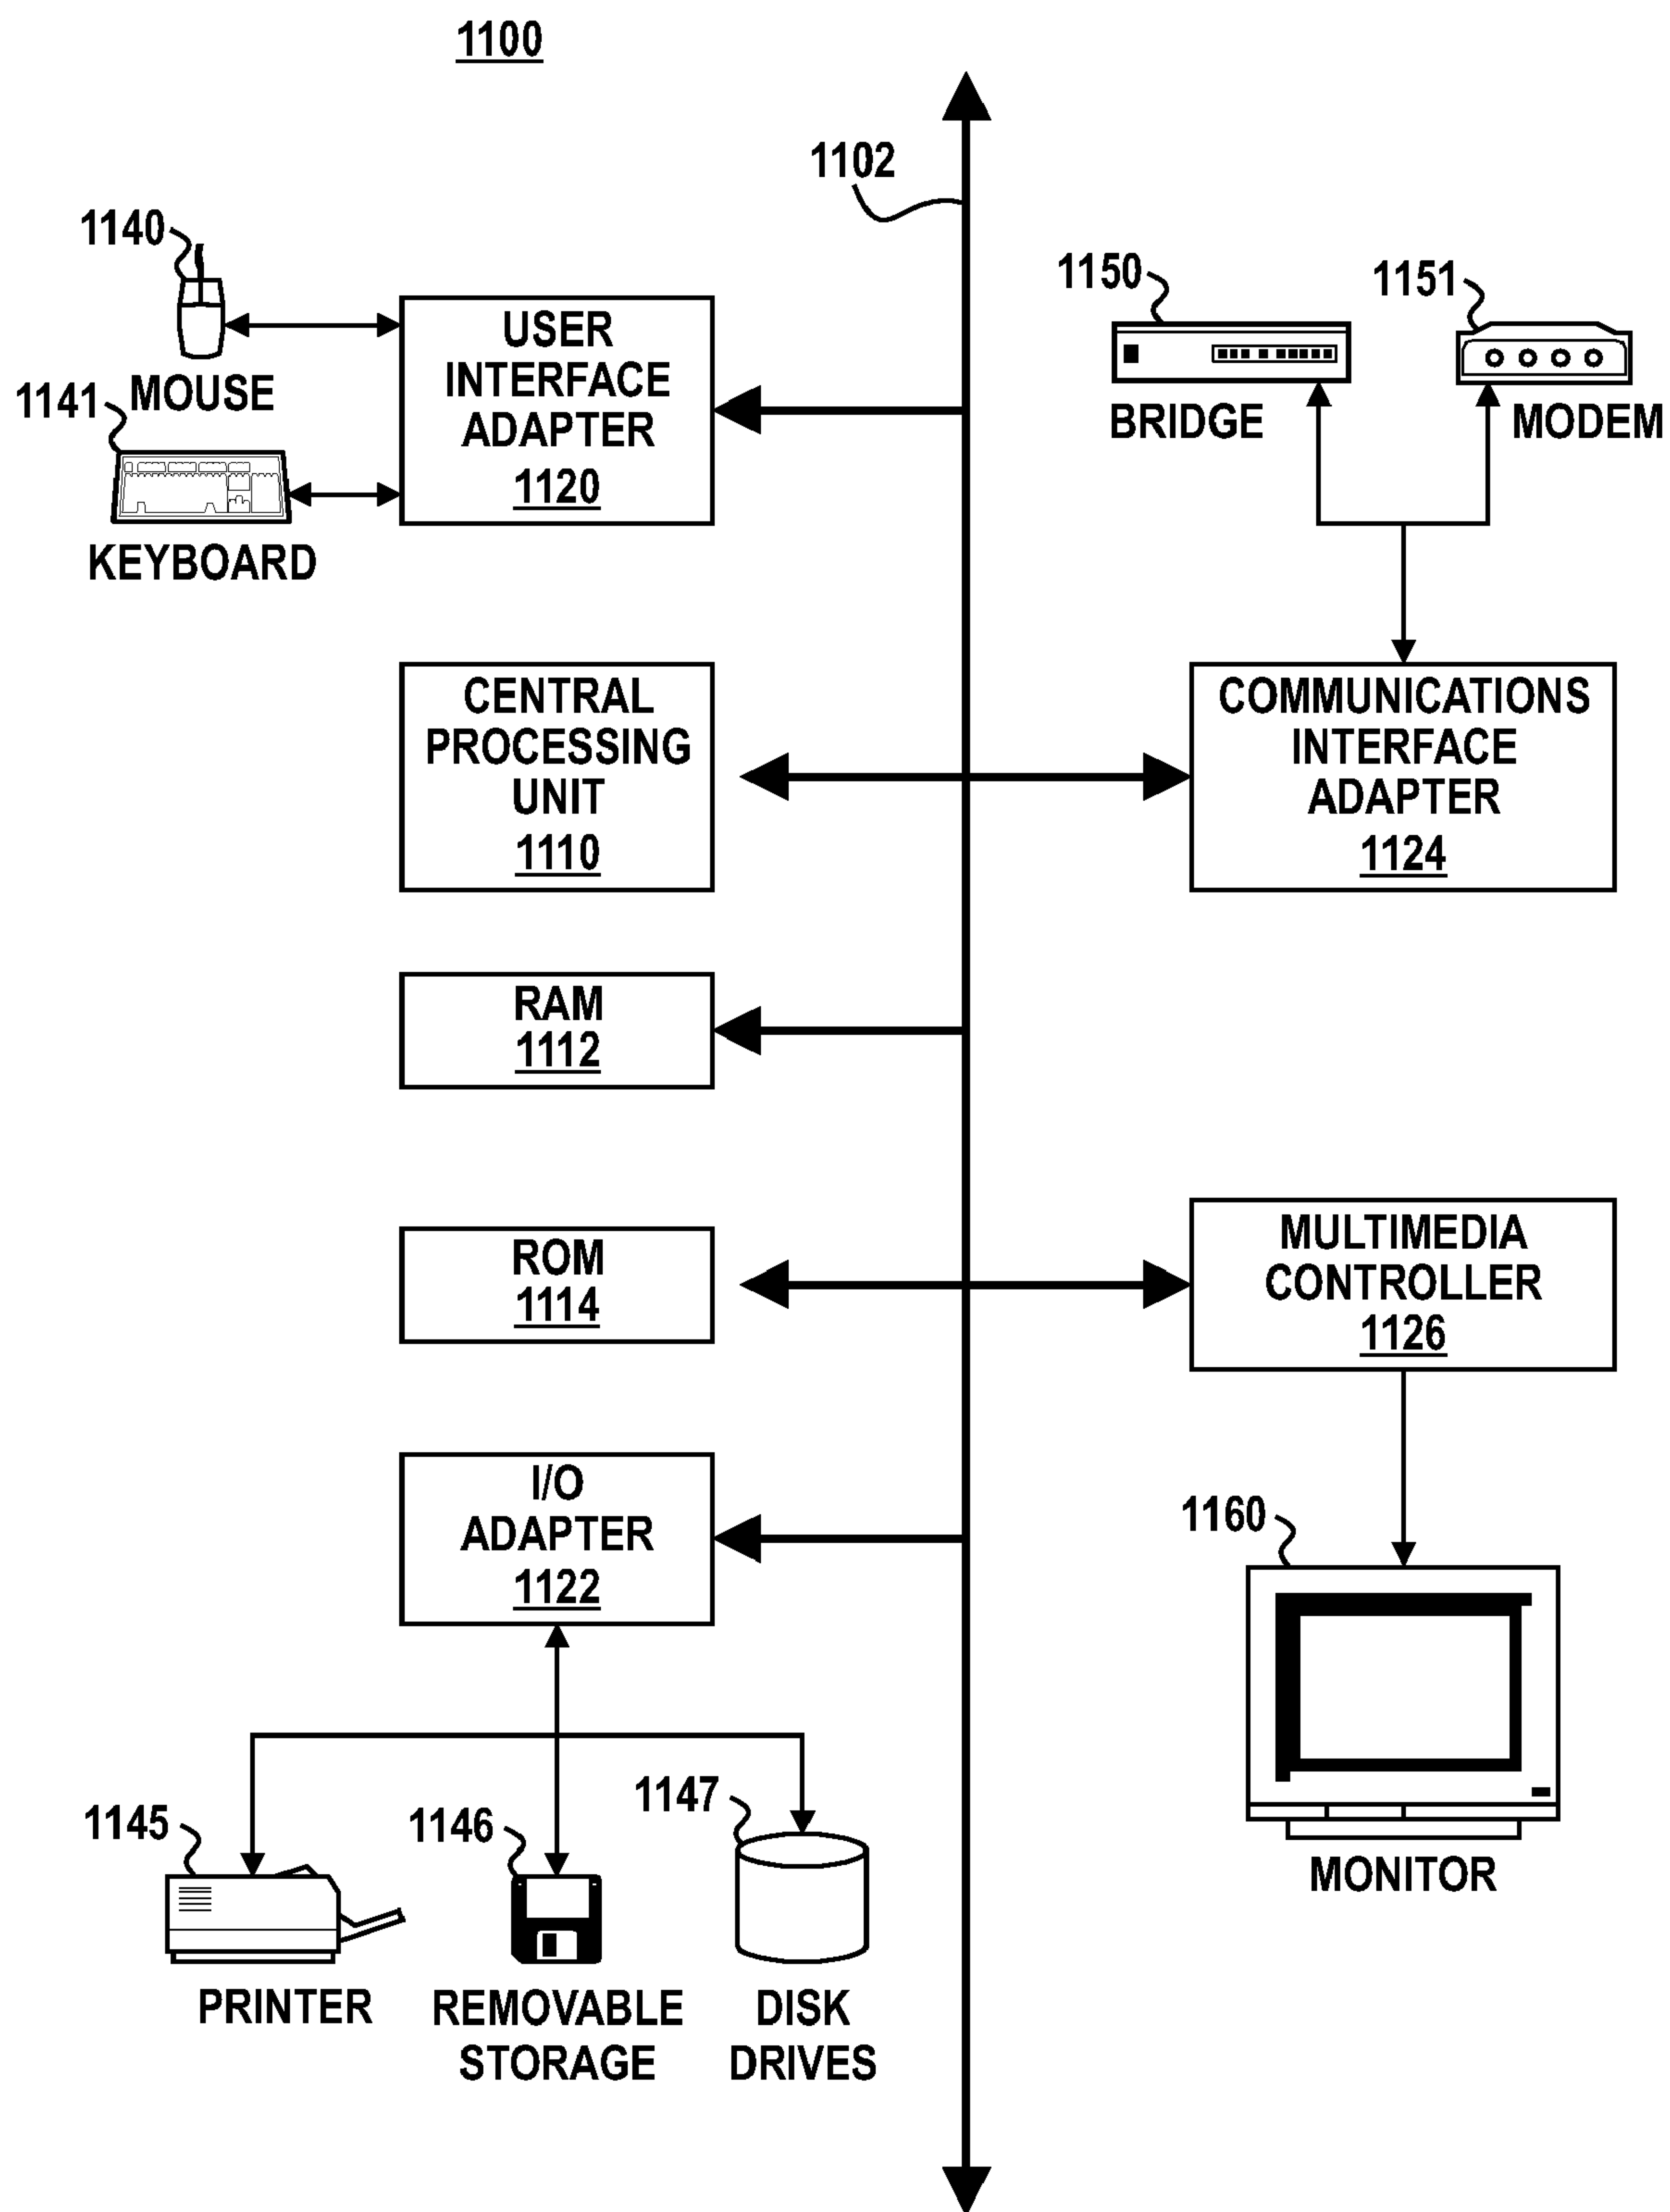 1100
1102
1140
MOUSE
1141
KEYBOARD
USER
INTERFACE
ADAPTER
1120
1150
BRIDGE
1151
MODEM
CENTRAL
PROCESSING
UNIT
1110
COMMUNICATIONS
INTERFACE
ADAPTER
1124
RAM
1112
ROM
1114
MULTIMEDIA
CONTROLLER
1126
I/O
ADAPTER
1122
1160
MONITOR
1145
PRINTER
1146
REMOVABLE
STORAGE
1147
DISK
DRIVES